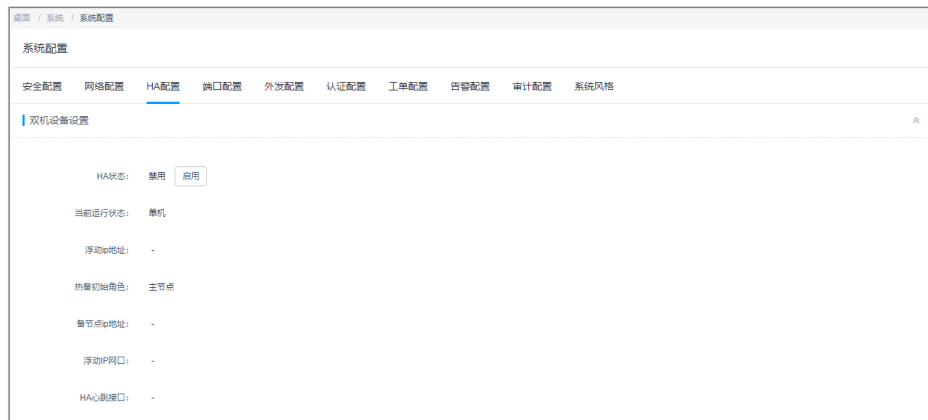 桌面 / 系统 / 系统配置
系统配置
安全配置 网络配置 HA配置 端口配置 外发配置 认证配置 工单配置 告警配置 审计配置 系统风格
双机设备设置
HA状态: 禁用 启用
当前运行状态: 单机
浮动ip地址: -
热备初始角色: 主节点
备节点ip地址: -
浮动IP网口: -
HA心跳接口: -